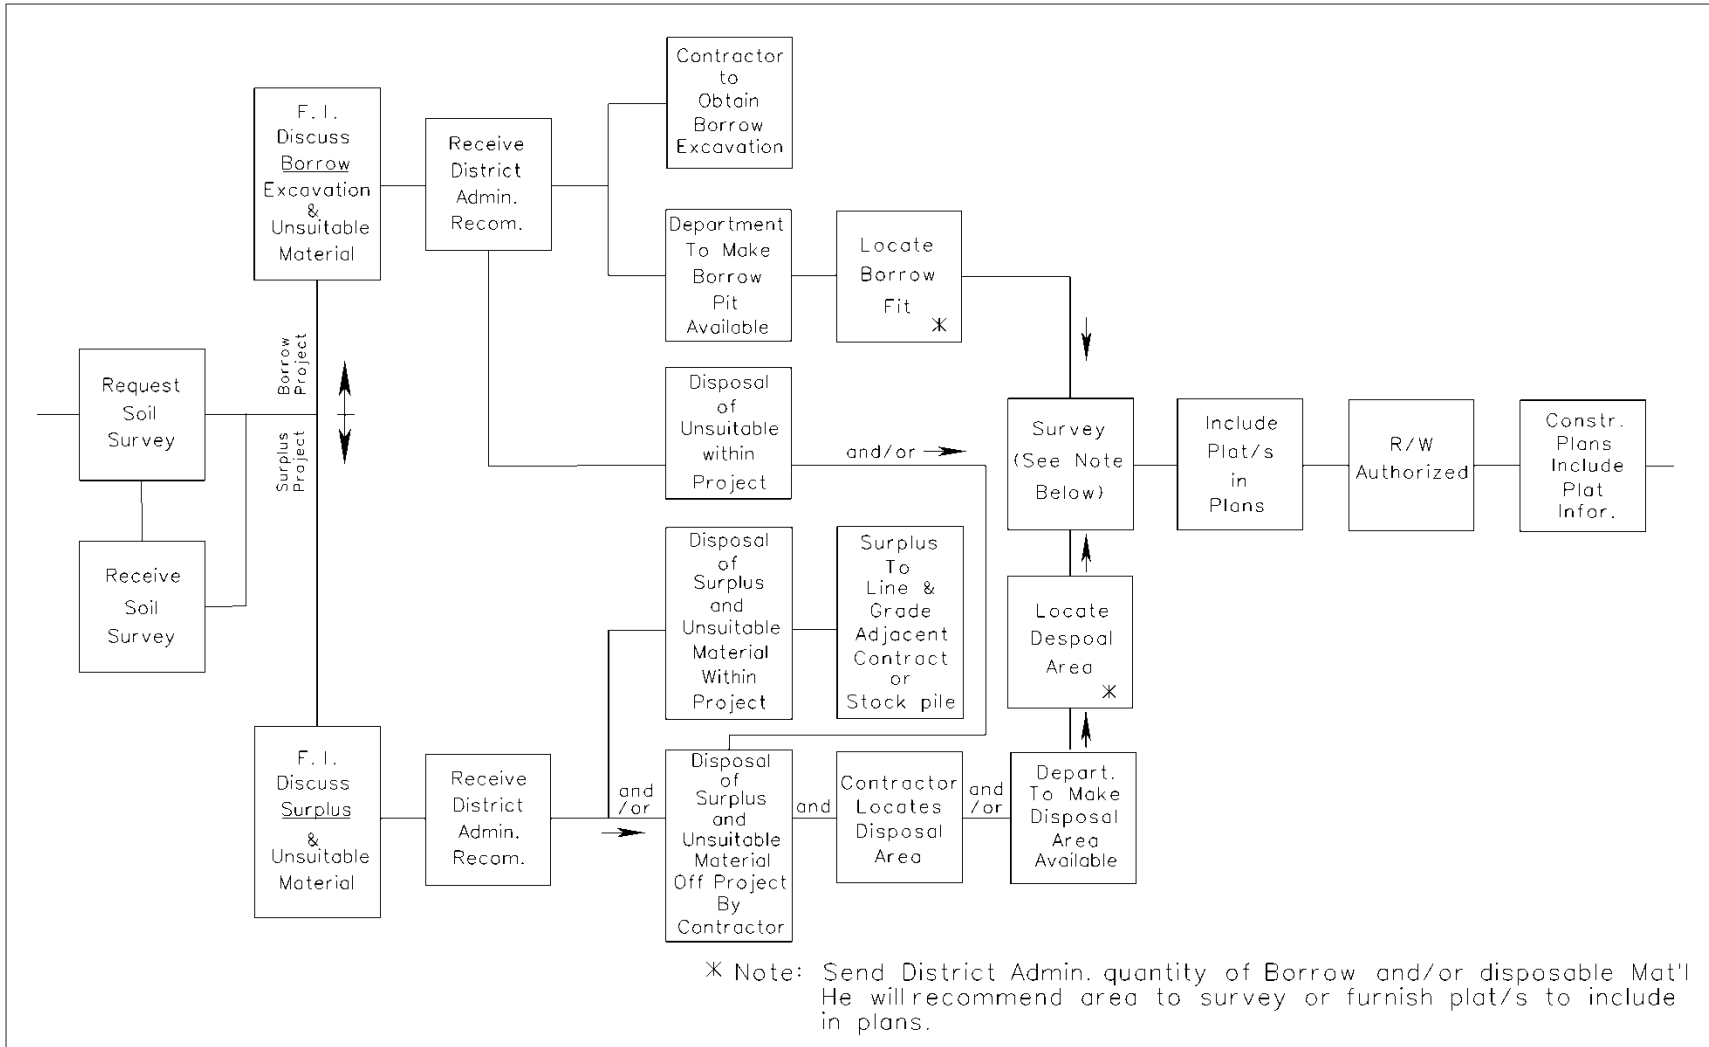 Contractor
to
Obtain
Borrow
Excavation
F. I.
Discuss
Borrow
Excavation
&
Unsuitable
Material
Receive
District
Admin.
Recom.
Department
To Make
Borrow
Pit
Available
Locate
Borrow
Fit
*
Borrow
Project
Surplus
Project
Request
Soil
Survey
Receive
Soil
Survey
Disposal
of
Unsuitable
within
Project
and/or
Survey
(See Note
Below)
Include
Plat/s
in
Plans
R/W
Authorized
Constr.
Plans
Include
Plat
Infor.
Disposal
of
Surplus
and
Unsuitable
Material
Within
Project
Surplus
To
Line &
Grade
Adjacent
Contract
or
Stock pile
Locate
Despoal
Area
*
F. I.
Discuss
Surplus
&
Unsuitable
Material
Receive
District
Admin.
Recom.
and
/or
Disposal
of
Surplus
and
Unsuitable
Material
Off Project
By
Contractor
and
Contractor
Locates
Disposal
Area
and
/or
Depart.
To Make
Disposal
Area
Available
* Note: Send District Admin. quantity of Borrow and/or disposable Mat'l
He will recommend area to survey or furnish plat/s to include
in plans.